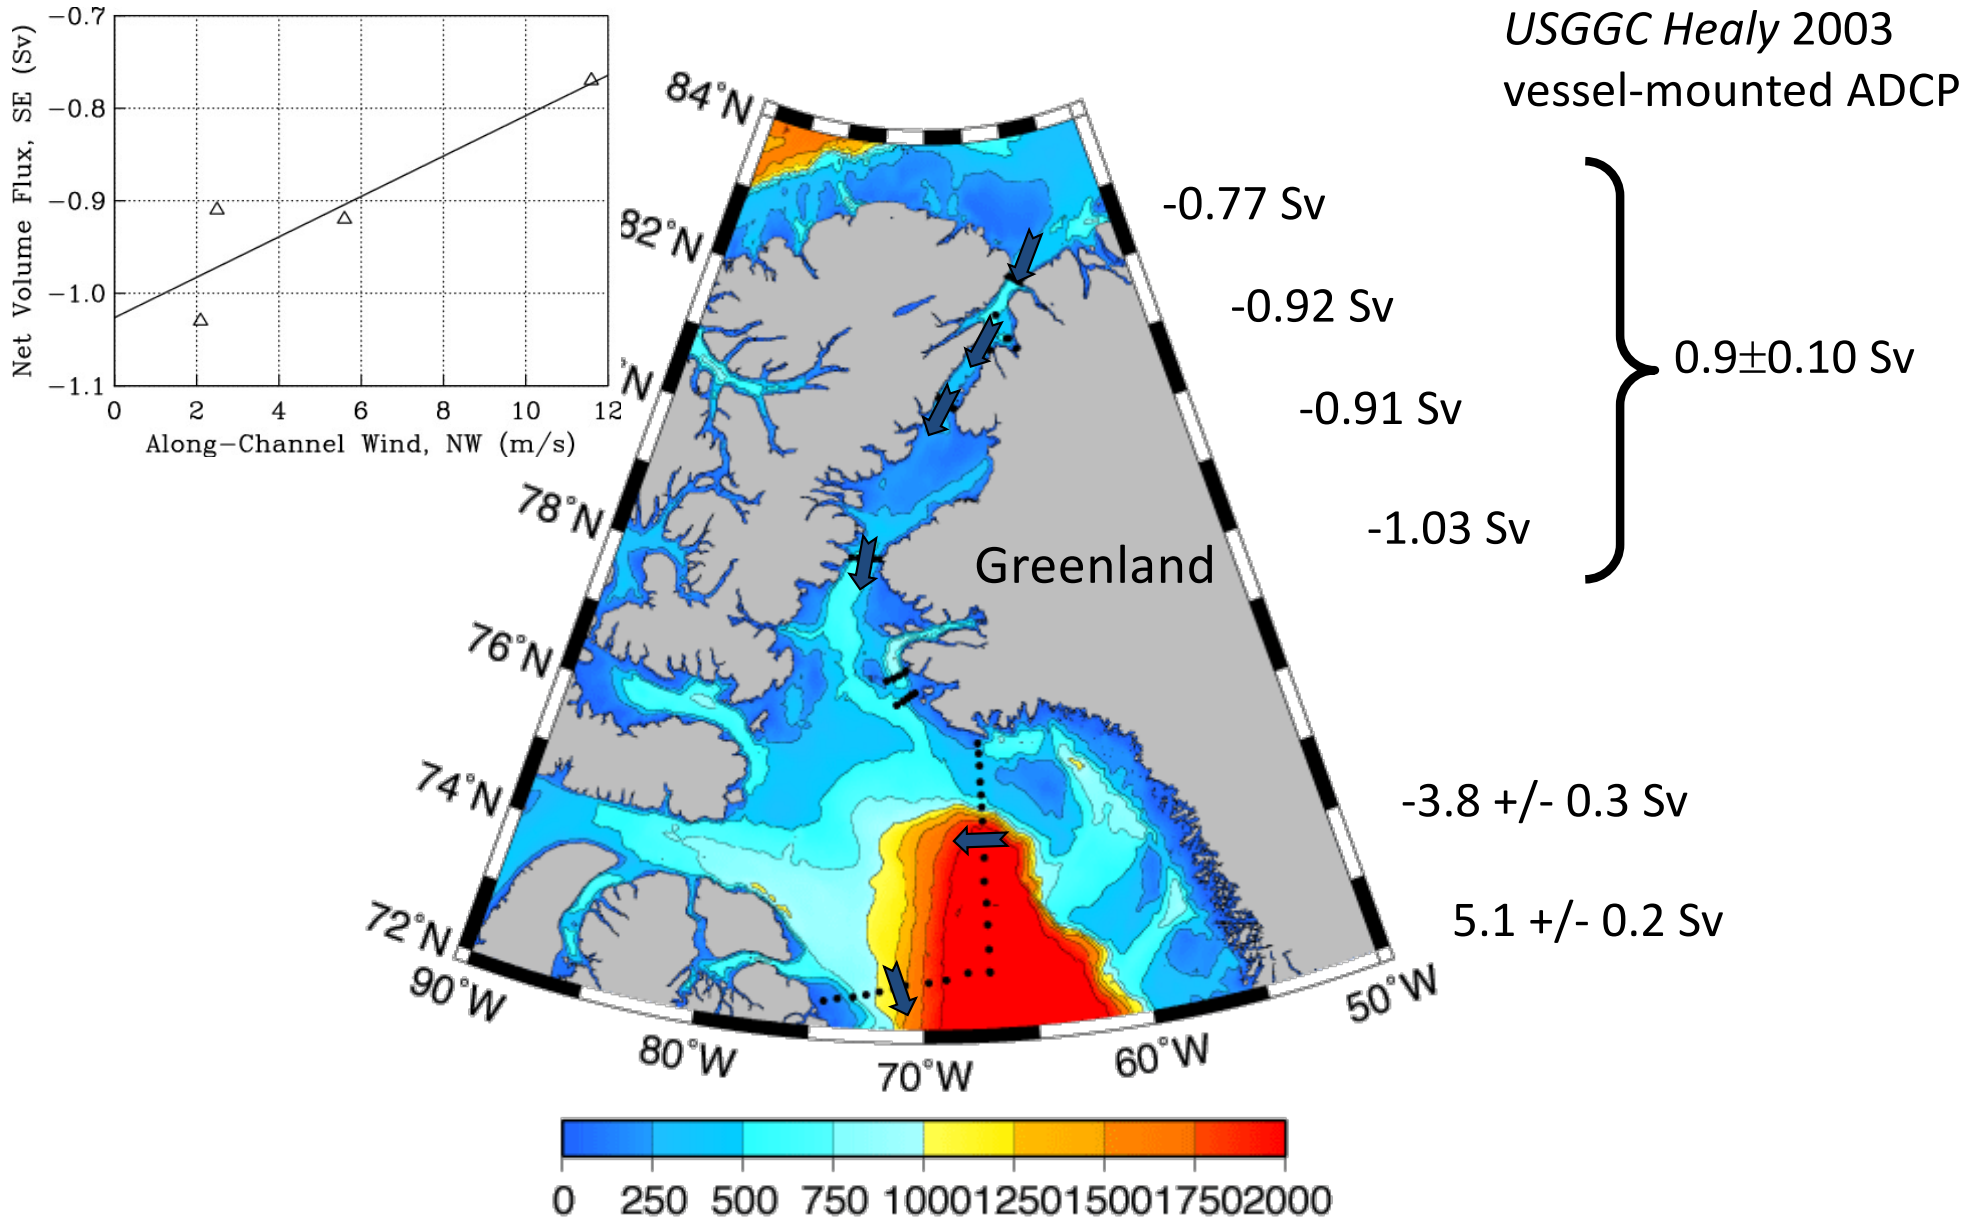 USGGC Healy 2003
vessel-mounted ADCP
Net Volume Flux, SE (Sv)
−0.7
−0.8
−0.9
−1.0
−1.1
0 2 4 6 8 10 12
Along−Channel Wind, NW (m/s)
84°N
82°N
°N
78°N
76°N
74°N
72°N
90°W
80°W
70°W
60°W
50°W
Greenland
-0.77 Sv
-0.92 Sv
-0.91 Sv
-1.03 Sv
0.9±0.10 Sv
-3.8 +/- 0.3 Sv
5.1 +/- 0.2 Sv
0 250 500 750 1000 1250 1500 1750 2000